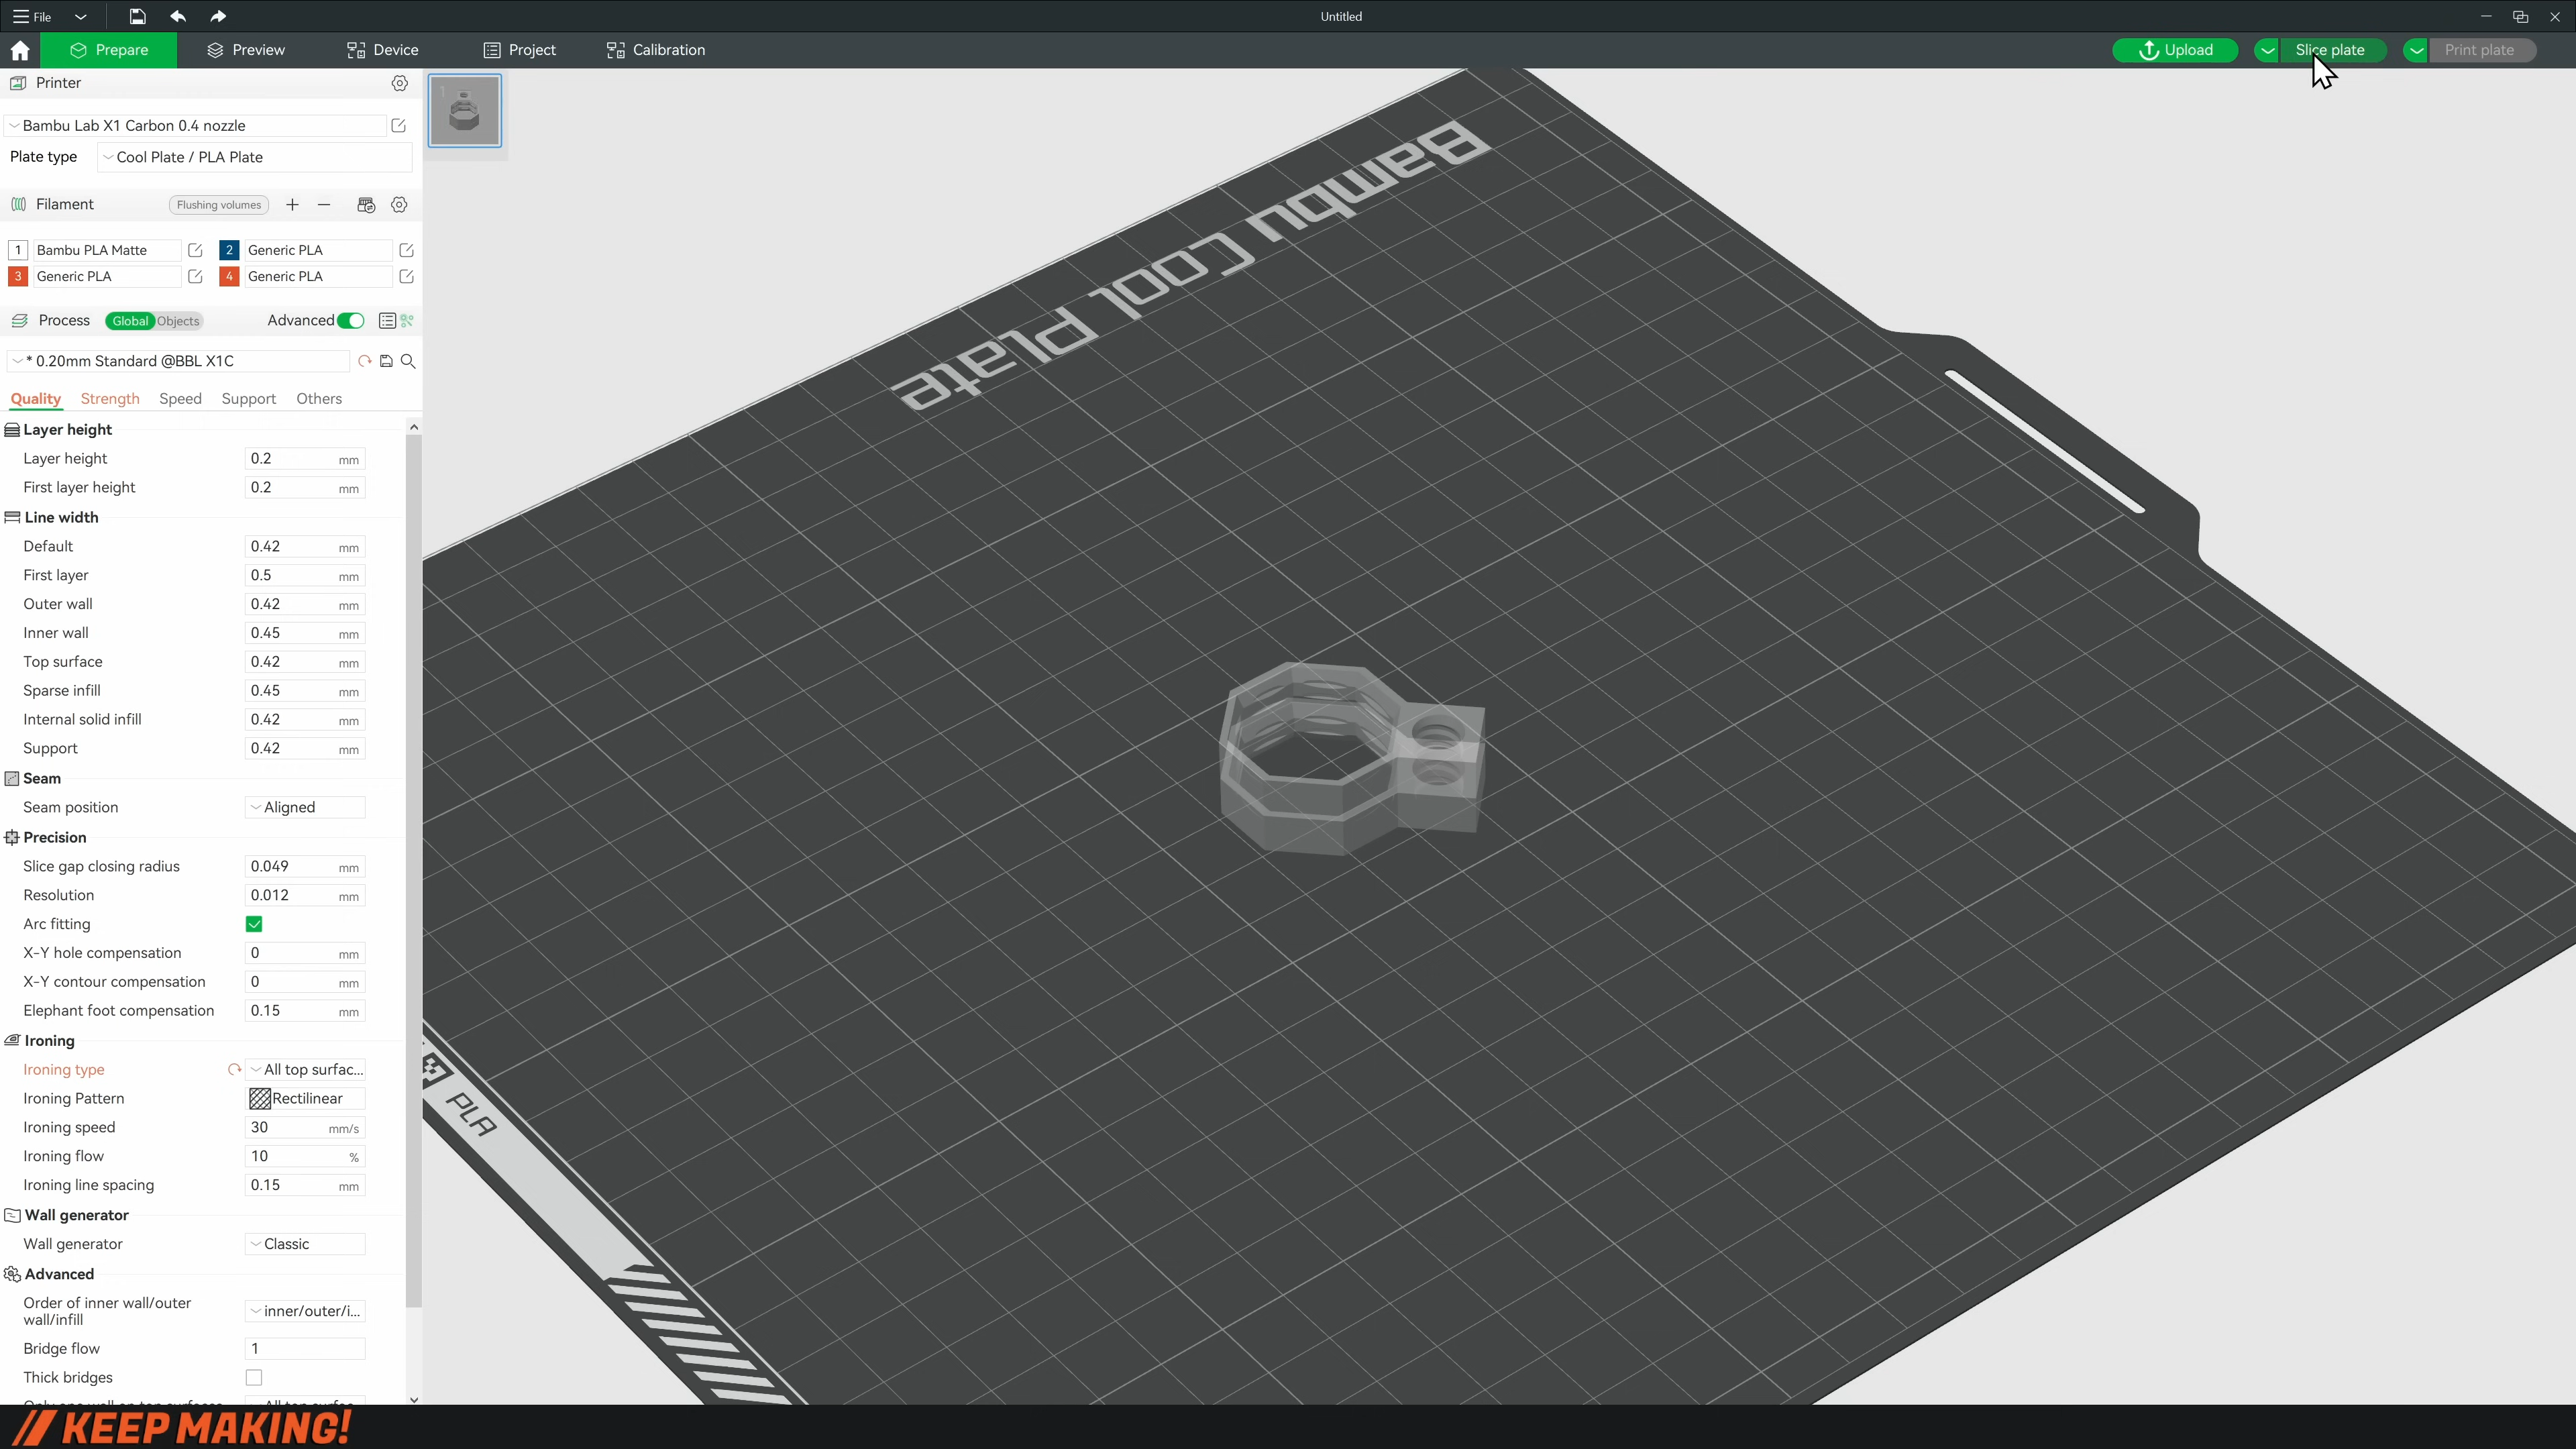 File
Untitled
Prepare
Preview
Device
Project
Calibration
Upload
Slice plate
Print plate
Printer
Bambu Lab X1 Carbon 0.4 nozzle
Plate type Cool Plate / PLA Plate
Filament Flushing volumes
1 Bambu PLA Matte 2 Generic PLA
3 Generic PLA 4 Generic PLA
Process Global Objects Advanced
* 0.20mm Standard @BBL X1C
Quality Strength Speed Support Others
Layer height
Layer height 0.2 mm
First layer height 0.2 mm
Line width
Default 0.42 mm
First layer 0.5 mm
Outer wall 0.42 mm
Inner wall 0.45 mm
Top surface 0.42 mm
Sparse infill 0.45 mm
Internal solid infill 0.42 mm
Support 0.42 mm
Seam
Seam position Aligned
Precision
Slice gap closing radius 0.049 mm
Resolution 0.012 mm
Arc fitting
X-Y hole compensation 0 mm
X-Y contour compensation 0 mm
Elephant foot compensation 0.15 mm
Ironing
Ironing type All top surfac...
Ironing Pattern Rectilinear
Ironing speed 30 mm/s
Ironing flow 10 %
Ironing line spacing 0.15 mm
Wall generator
Wall generator Classic
Advanced
Order of inner wall/outer
wall/infill inner/outer/i...
Bridge flow 1
Thick bridges
1
Bambu Cool Plate
PLA
// KEEP MAKING!